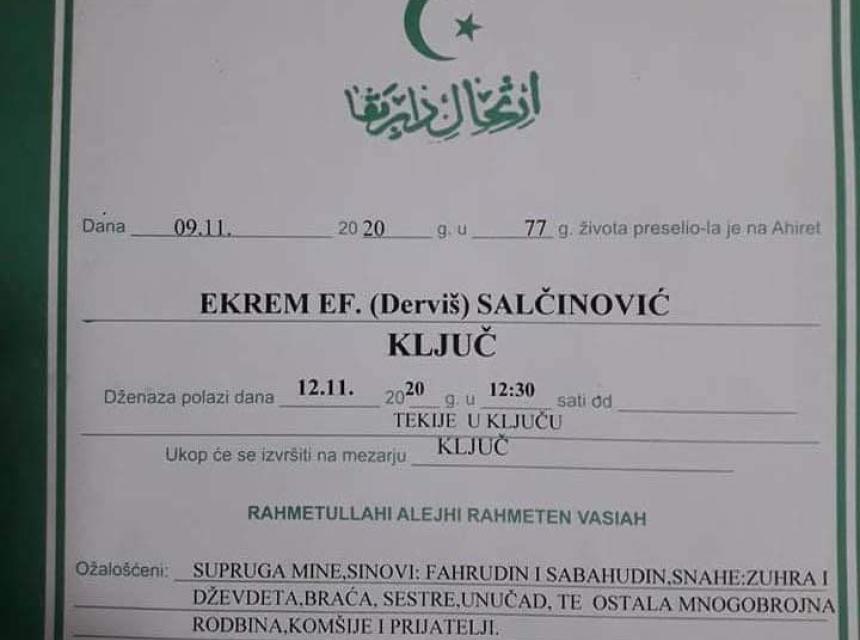 ارتحال دار بقا
Dana 09.11. 2020 g. u 77 g. života preselio-la je na Ahiret
EKREM EF. (Derviš) SALČINOVIĆ
KLJUČ
Dženaza polazi dana 12.11. 2020 g. u 12:30 sati od
TEKIJE U KLJUČU
Ukop će se izvršiti na mezarju KLJUČ
RAHMETULLAHI ALEJHI RAHMETEN VASIAH
Ožalošćeni: SUPRUGA MINE,SINOVI: FAHRUDIN I SABAHUDIN,SNAHE:ZUHRA I
DŽEVDETA,BRAĆA, SESTRE,UNUČAD, TE OSTALA MNOGOBROJNA
RODBINA,KOMŠIJE I PRIJATELJI.